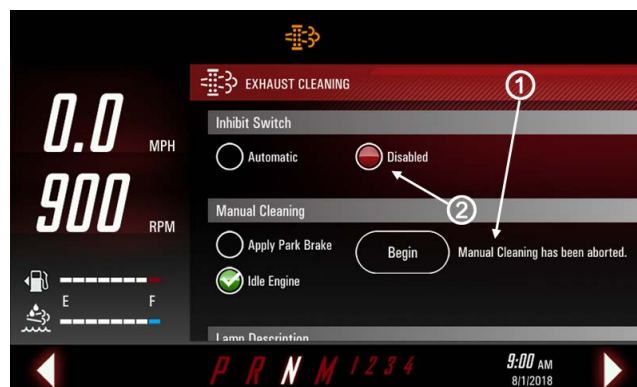 EXHAUST CLEANING
1
Inhibit Switch
0.0 MPH
Automatic
Disabled
2
900 RPM
Manual Cleaning
Apply Park Brake
Begin
Manual Cleaning has been aborted.
Idle Engine
E F
Lamp Description
P R N M 1 2 3 4
9:00 AM
8/1/2018